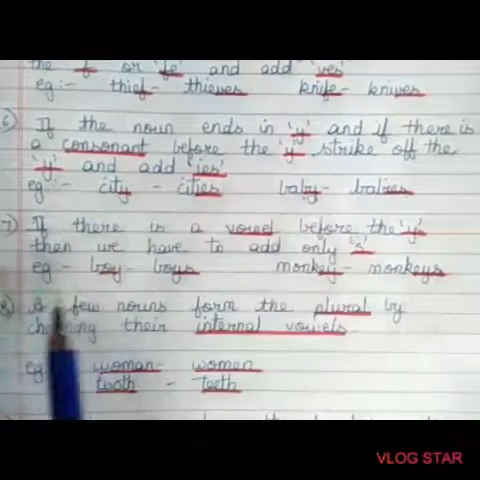 the f or fe and add 'ves'
eg:- thief - thieves knife - knives
6) If the noun ends in 'y' and if there is
a consonant before the 'y' strike off the
'y' and add 'ies'
eg:- city - cities baby - babies
7) If there is a vowel before the 'y'
then we have to add only 's'
eg - boy - boys monkey - monkeys
8) A few nouns form the plural by
changing their internal vowels.
eg woman - women
tooth - teeth
VLOG STAR